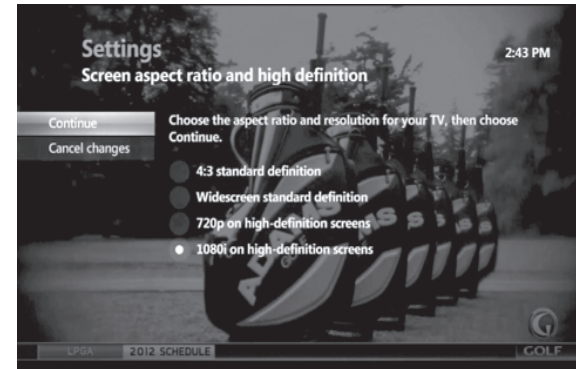 Settings
2:43 PM
Screen aspect ratio and high definition
Continue
Cancel changes
Choose the aspect ratio and resolution for your TV, then choose
Continue.
4:3 standard definition
Widescreen standard definition
720p on high-definition screens
1080i on high-definition screens
ADAMS
LPGA
2012 SCHEDULE
GOLF